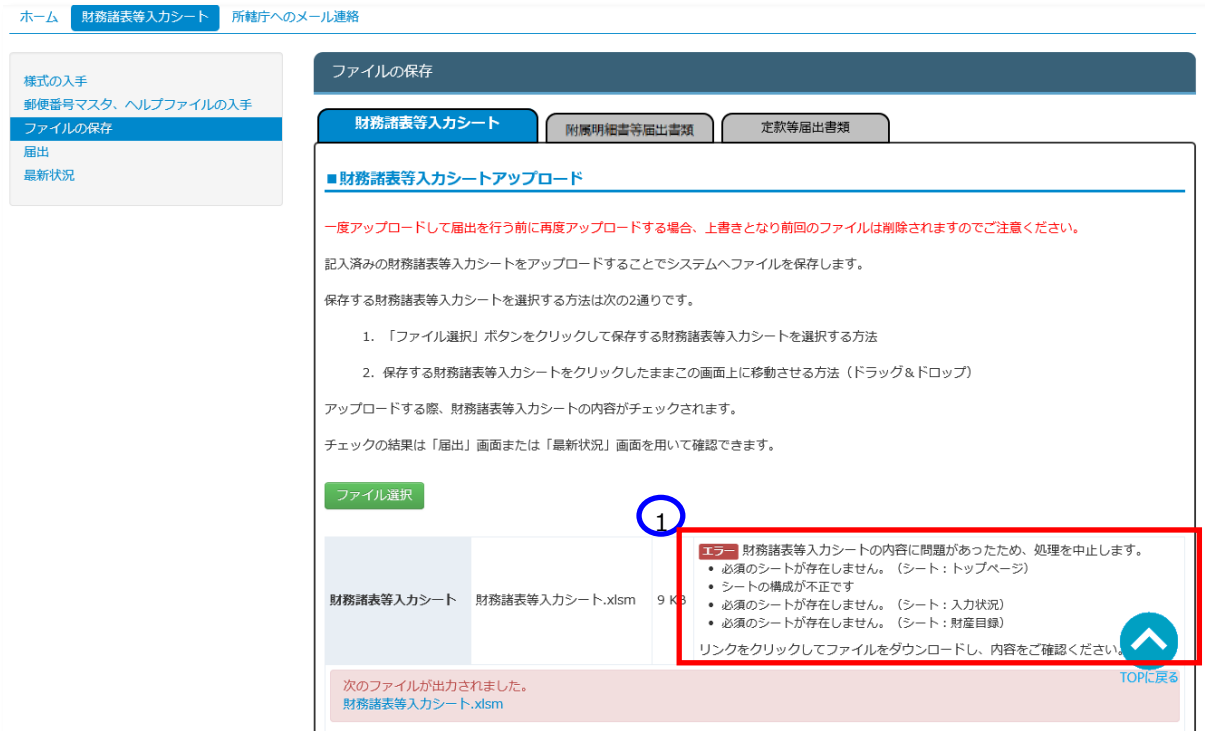 ホーム 財務諸表等入力シート 所轄庁へのメール連絡
様式の入手
郵便番号マスタ、ヘルプファイルの入手
ファイルの保存
届出
最新状況
ファイルの保存
財務諸表等入力シート 附属明細書等届出書類 定款等届出書類
■財務諸表等入力シートアップロード
一度アップロードして届出を行う前に再度アップロードする場合、上書きとなり前回のファイルは削除されますのでご注意ください。
記入済みの財務諸表等入力シートをアップロードすることでシステムへファイルを保存します。
保存する財務諸表等入力シートを選択する方法は次の2通りです。
1. 「ファイル選択」ボタンをクリックして保存する財務諸表等入力シートを選択する方法
2. 保存する財務諸表等入力シートをクリックしたままこの画面上に移動させる方法（ドラッグ＆ドロップ）
アップロードする際、財務諸表等入力シートの内容がチェックされます。
チェックの結果は「届出」画面または「最新状況」画面を用いて確認できます。
ファイル選択
1
財務諸表等入力シート 財務諸表等入力シート.xlsm 9 KB
エラー 財務諸表等入力シートの内容に問題があったため、処理を中止します。
• 必須のシートが存在しません。（シート：トップページ）
• シートの構成が不正です
• 必須のシートが存在しません。（シート：入力状況）
• 必須のシートが存在しません。（シート：財産目録）
リンクをクリックしてファイルをダウンロードし、内容をご確認ください。
TOPに戻る
次のファイルが出力されました。
財務諸表等入力シート.xlsm